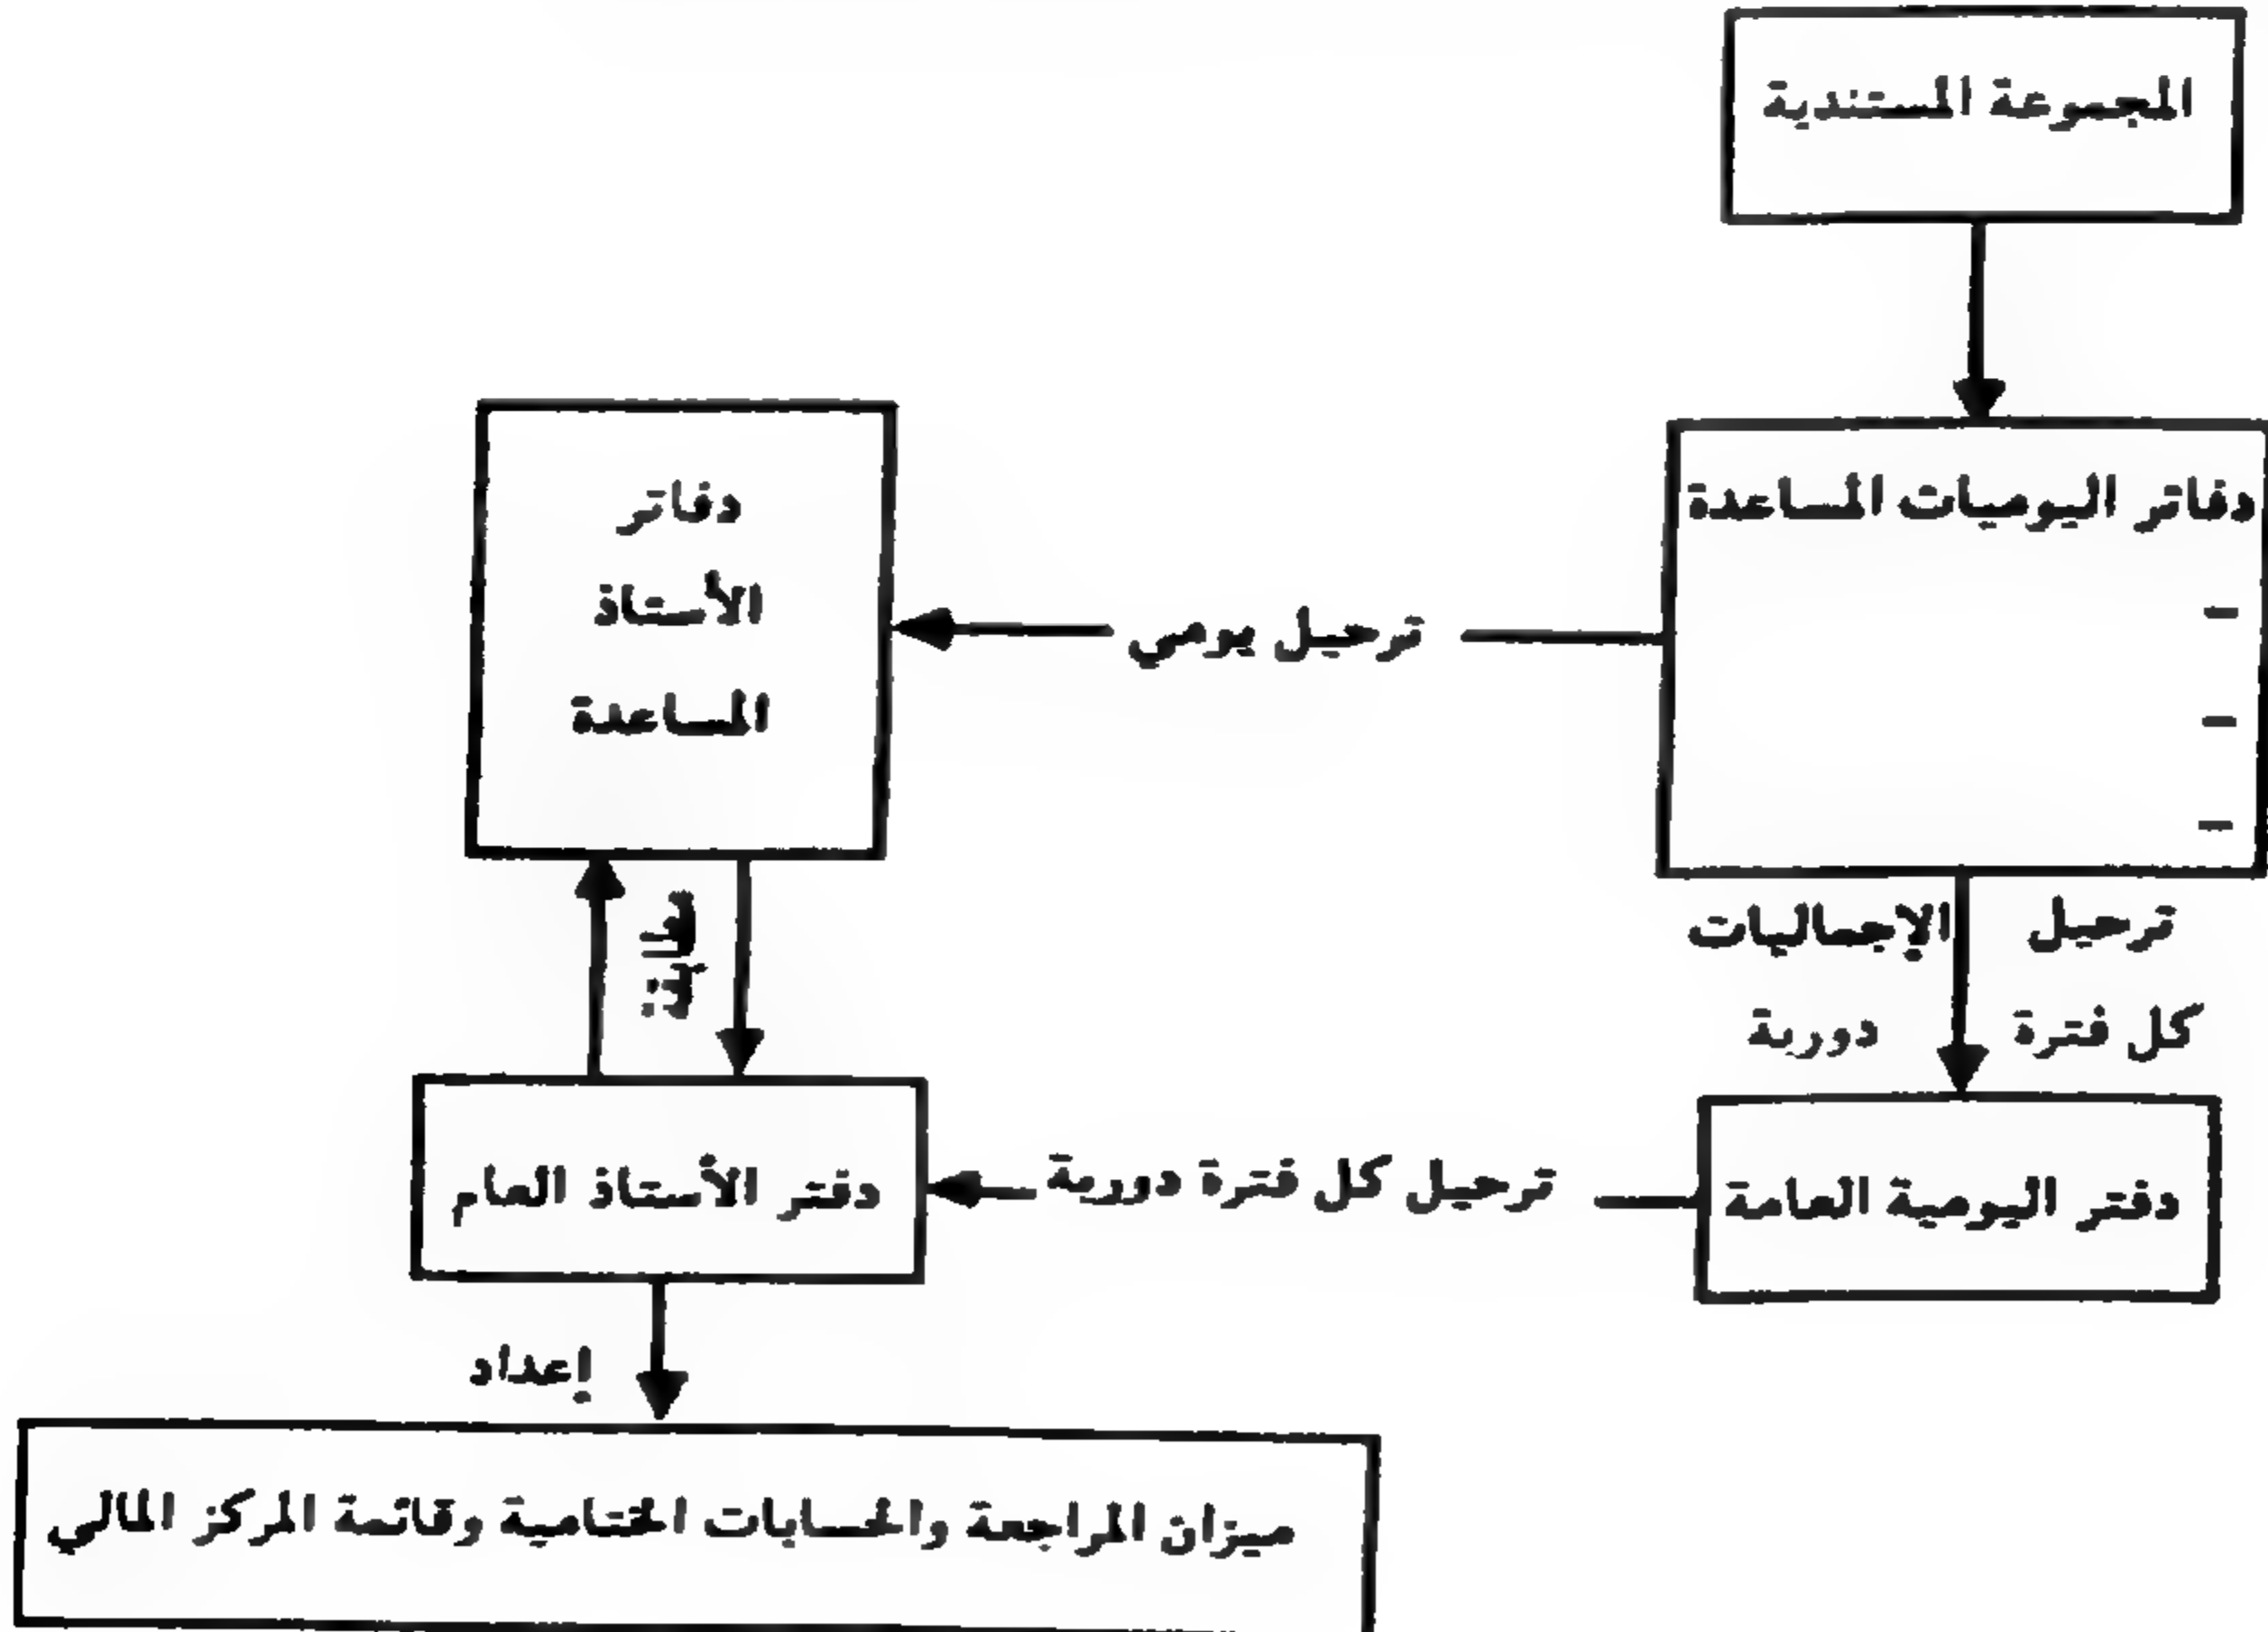 المجموعة المستندية
دفاتر اليوميات المساعدة
-
-
-
دفاتر
الأستاذ
المساعدة
ترحيل يومي
ترحيل الإجماليات
كل فترة دورية
دفتر اليومية العامة
ترحيل كل فترة دورية
دفتر الأستاذ العام
إعداد
ميزان المراجعة والحسابات الختامية وقائمة المركز المالي